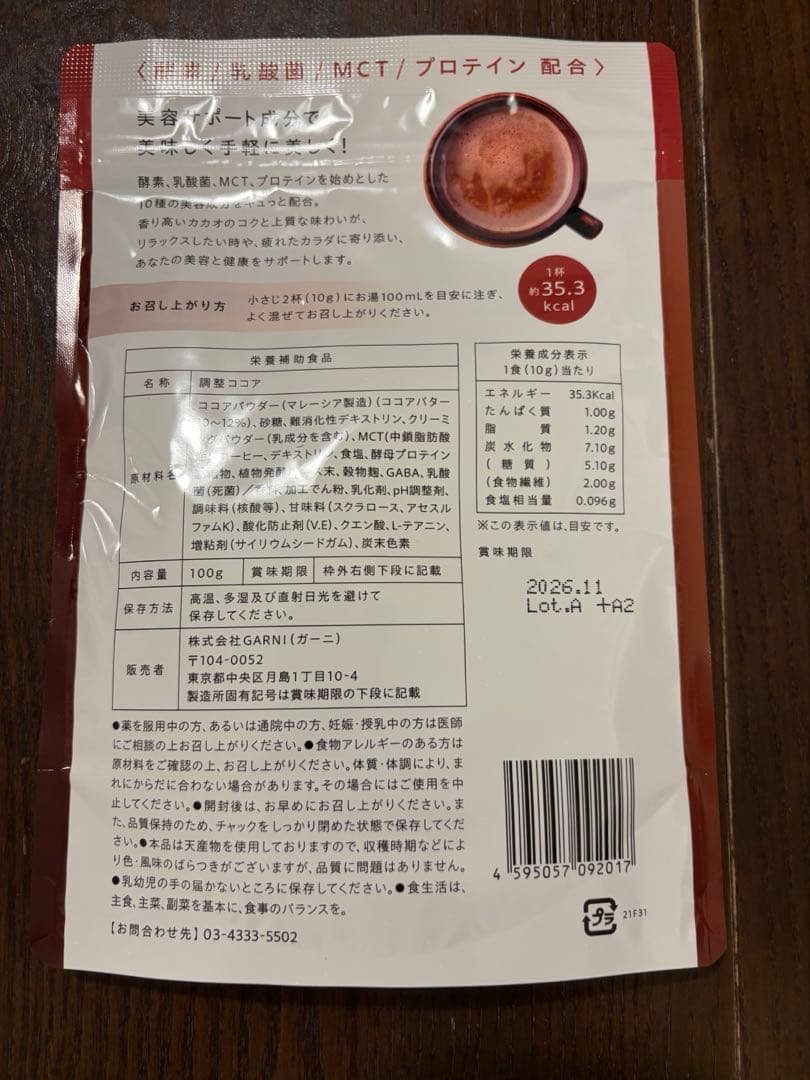 〈酵素/乳酸菌/MCT/プロテイン 配合〉
美容サポート成分で
美味しく手軽に美しく!
酵素、乳酸菌、MCT、プロテインを始めとした
10種の美容成分をギュっと配合。
香り高いカカオのコクと上質な味わいが、
リラックスしたい時や、疲れたカラダに寄り添い、
あなたの美容と健康をサポートします。
お召し上がり方
小さじ2杯(10g)にお湯100mLを目安に注ぎ、
よく混ぜてお召し上がりください。
1杯
約35.3
kcal
栄養補助食品
名称 調整ココア
原材料名
ココアパウダー(マレーシア製造)(ココアバター
10〜12%)、砂糖、難消化性デキストリン、クリーミ
パウダー(乳成分を含む)、MCT(中鎖脂肪酸
コーヒー、デキストリン、食塩、酵母プロテイン
物、植物発酵 末、穀物麹、GABA、乳酸
菌(死菌)/ 加工でん粉、乳化剤、pH調整剤、
調味料(核酸等)、甘味料(スクラロース、アセスル
ファムK)、酸化防止剤(V.E)、クエン酸、L-テアニン、
増粘剤(サイリウムシードガム)、炭末色素
内容量 100g 賞味期限 枠外右側下段に記載
保存方法
高温、多湿及び直射日光を避けて
保存してください。
販売者
株式会社GARNI(ガーニ)
〒104-0052
東京都中央区月島1丁目10-4
製造所固有記号は賞味期限の下段に記載
栄養成分表示
1食(10g)当たり
エネルギー 35.3Kcal
たんぱく質 1.00g
脂質 1.20g
炭水化物 7.10g
(糖質) 5.10g
(食物繊維) 2.00g
食塩相当量 0.096g
※この表示値は、目安です。
賞味期限
2026.11
Lot.A +A2
●薬を服用中の方、あるいは通院中の方、妊娠・授乳中の方は医師
にご相談の上お召し上がりください。●食物アレルギーのある方は
原材料をご確認の上、お召し上がりください。体質・体調により、ま
れにからだに合わない場合があります。その場合にはご使用を中
止してください。●開封後は、お早めにお召し上がりください。ま
た、品質保持のため、チャックをしっかり閉めた状態で保存してくだ
さい。●本品は天産物を使用しておりますので、収穫時期などによ
り色・風味のばらつきがございますが、品質に問題はありません。
●乳幼児の手の届かないところに保存してください。●食生活は、
主食、主菜、副菜を基本に、食事のバランスを。
【お問合わせ先】03-4333-5502
4 595057 092017
プラ
21F31